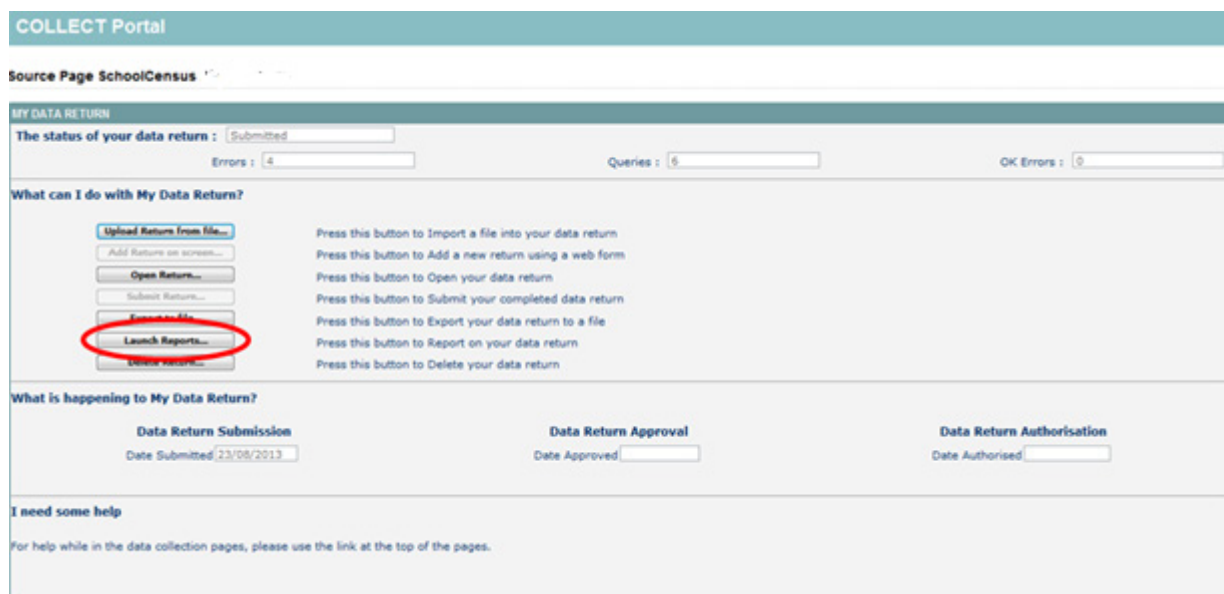 COLLECT Portal
Source Page SchoolCensus
MY DATA RETURN
The status of your data return : Submitted
Errors : 4 Queries : 6 OK Errors : 0
What can I do with My Data Return?
Upload Return from file... Press this button to Import a file into your data return
Add Return on screen... Press this button to Add a new return using a web form
Open Return... Press this button to Open your data return
Submit Return... Press this button to Submit your completed data return
Export to file... Press this button to Export your data return to a file
Launch Reports... Press this button to Report on your data return
Delete Return... Press this button to Delete your data return
What is happening to My Data Return?
Data Return Submission Data Return Approval Data Return Authorisation
Date Submitted 23/08/2013 Date Approved Date Authorised
I need some help
For help while in the data collection pages, please use the link at the top of the pages.